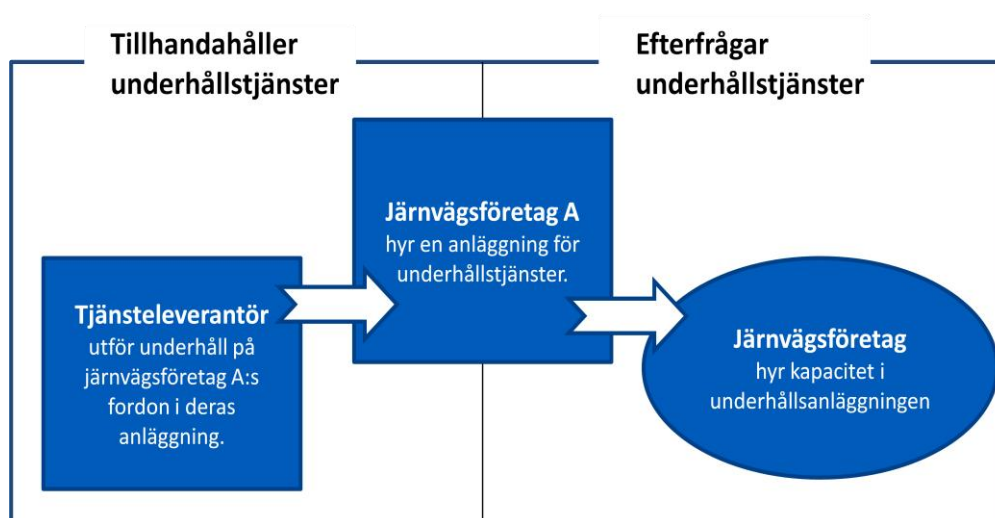 Tillhandahåller
underhållstjänster
Efterfrågar
underhållstjänster
Järnvägsföretag A
hyr en anläggning för
underhållstjänster.
Tjänsteleverantör
utför underhåll på
järnvägsföretag A:s
fordon i deras
anläggning.
Järnvägsföretag
hyr kapacitet i
underhållsanläggningen